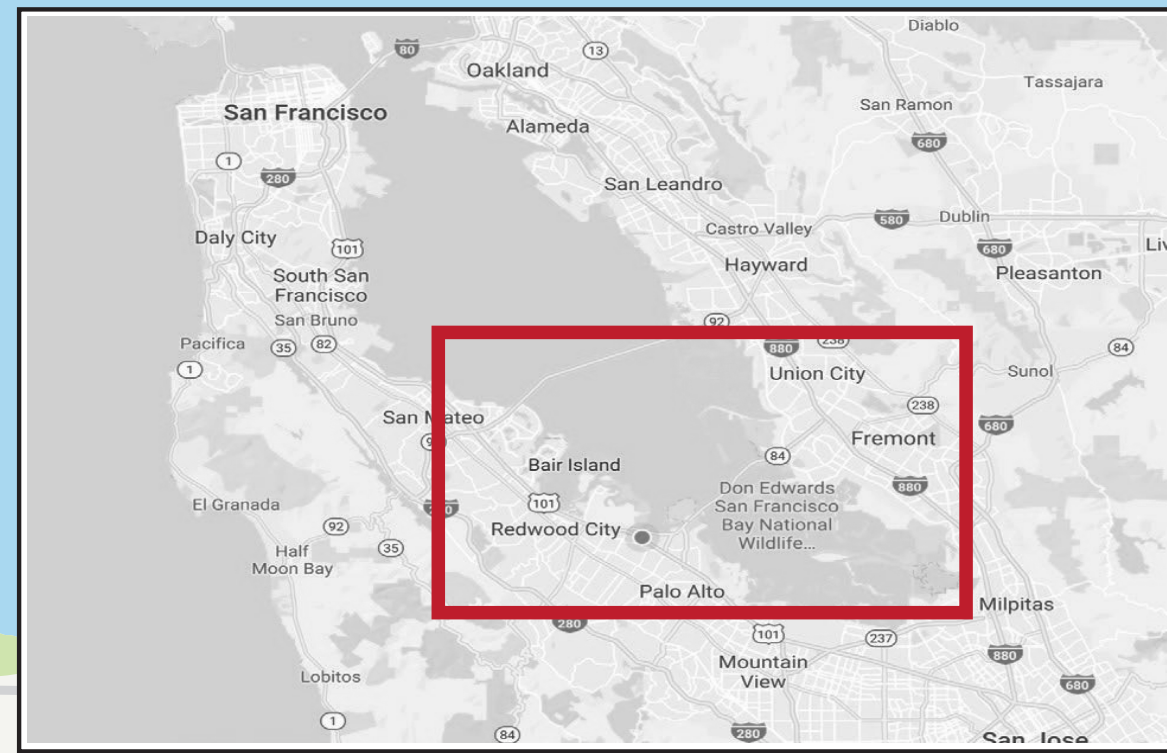 Diablo
80
13
Oakland
Tassajara
San Ramon
San Francisco
Alameda
680
1
280
San Leandro
580
Dublin
Castro Valley
Daly City
101
680
Liv
Hayward
Pleasanton
South San
Francisco
San Bruno
92
Pacifica
35
82
880
238
84
1
Union City
Sunol
238
San Mateo
680
Fremont
84
Bair Island
880
Don Edwards
San Francisco
Bay National
Wildlife...
El Granada
101
92
Redwood City
35
Half
Moon Bay
Palo Alto
Milpitas
280
101
237
880
Mountain
View
Lobitos
680
1
84
280
San Jose